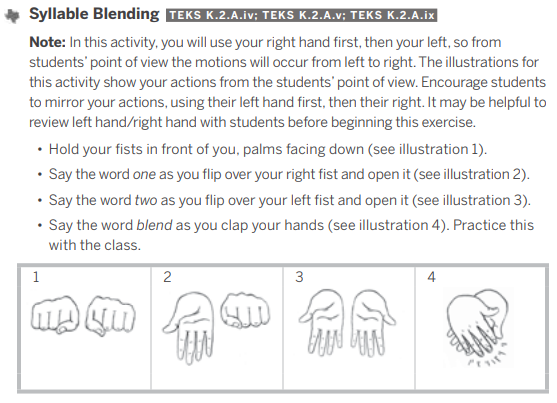 Syllable Blending TEKS K.2.A.iv; TEKS K.2.A.v; TEKS K.2.A.ix
Note: In this activity, you will use your right hand first, then your left, so from
students' point of view the motions will occur from left to right. The illustrations for
this activity show your actions from the students' point of view. Encourage students
to mirror your actions, using their left hand first, then their right. It may be helpful to
review left hand/right hand with students before beginning this exercise.
• Hold your fists in front of you, palms facing down (see illustration 1).
• Say the word one as you flip over your right fist and open it (see illustration 2).
• Say the word two as you flip over your left fist and open it (see illustration 3).
• Say the word blend as you clap your hands (see illustration 4). Practice this
with the class.
1 2 3 4